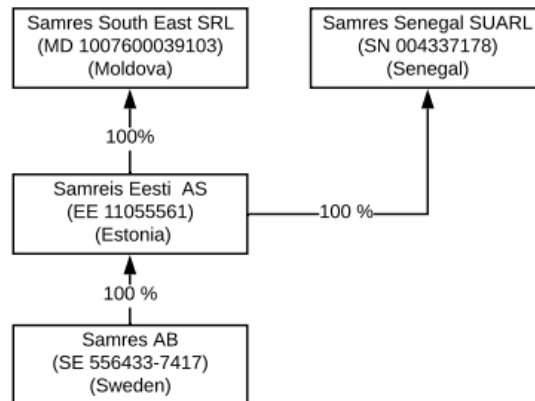 Samres South East SRL
(MD 1007600039103)
(Moldova)
Samres Senegal SUARL
(SN 004337178)
(Senegal)
100%
Samreis Eesti  AS
(EE 11055561)
(Estonia)
100 %
100 %
Samres AB
(SE 556433-7417)
(Sweden)